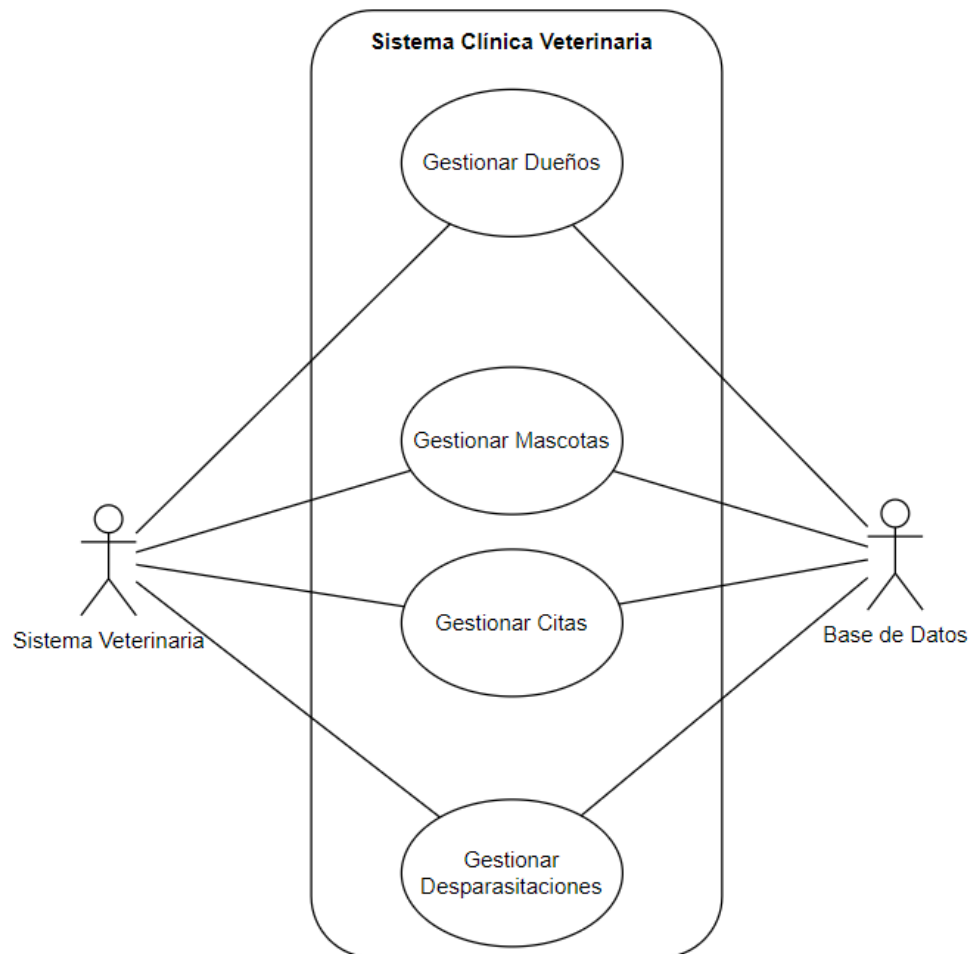 Sistema Clínica Veterinaria
Gestionar Dueños
Gestionar Mascotas
Gestionar Citas
Sistema Veterinaria
Base de Datos
Gestionar
Desparasitaciones